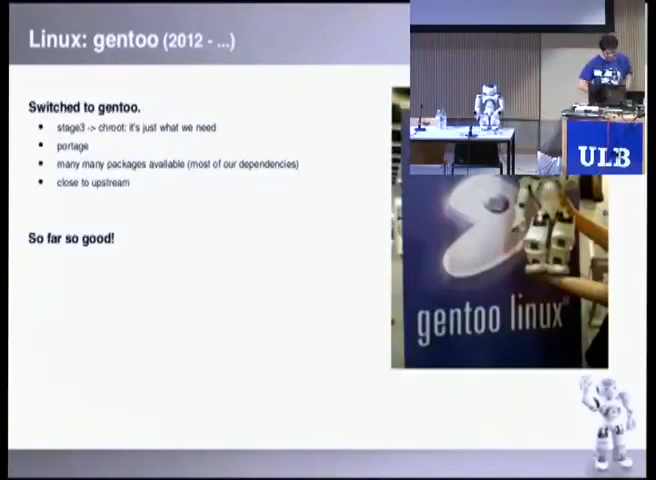 Linux: gentoo (2012 - ...)
Switched to gentoo.
stage3 -> chroot: it's just what we need
portage
many many packages available (most of our dependencies)
close to upstream
So far so good!
ULB
gentoo linux